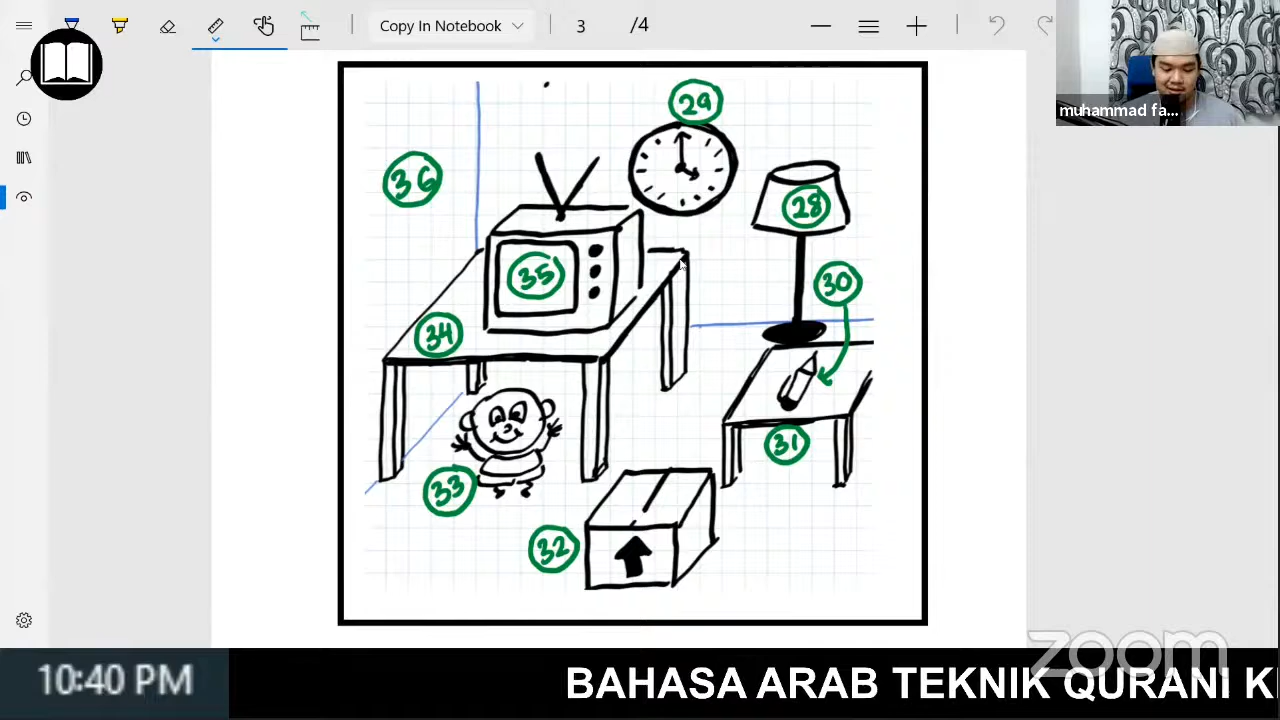 Copy In Notebook
3
/4
muhammad fa...
29
36
28
35
30
34
31
33
32
zoom
10:40 PM
BAHASA ARAB TEKNIK QURANI K